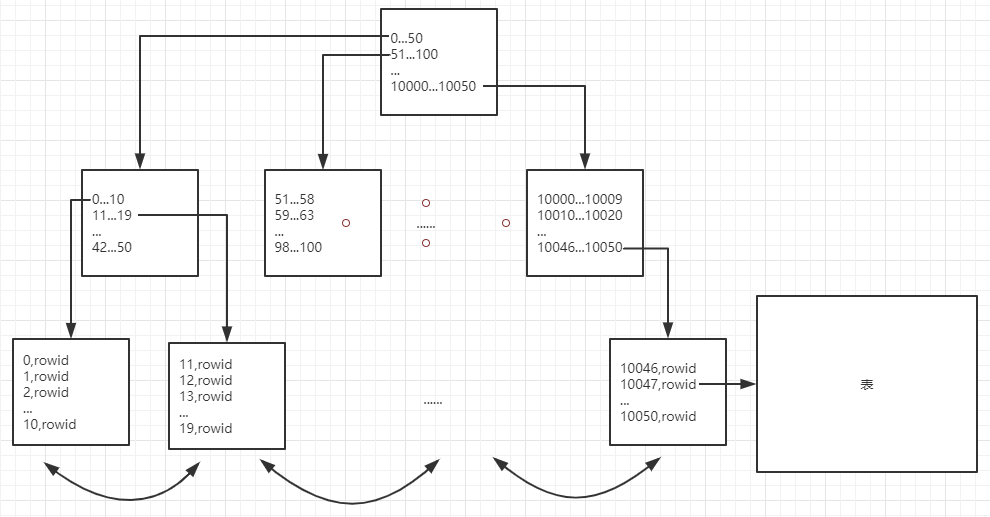 0...50
51...100
...
10000...10050
0...10
11...19
...
42...50
51...58
59...63
...
98...100
......
10000...10009
10010...10020
...
10046...10050
0,rowid
1,rowid
2,rowid
...
10,rowid
11,rowid
12,rowid
13,rowid
...
19,rowid
......
10046,rowid
10047,rowid
...
10050,rowid
表